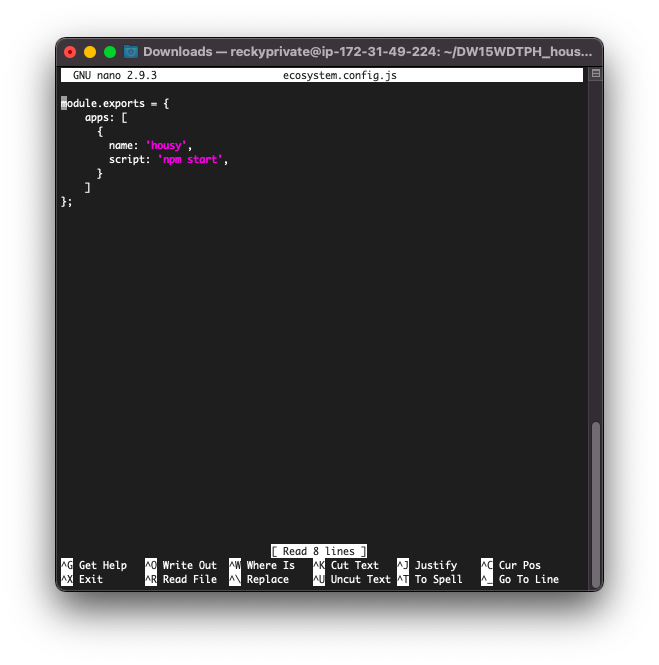 Downloads — reckyprivate@ip-172-31-49-224: ~/DW15WDTPH_hous...
GNU nano 2.9.3 ecosystem.config.js
module.exports = {
    apps: [
      {
        name: 'housy',
        script: 'npm start',
      }
    ]
};
[ Read 8 lines ]
^G Get Help ^O Write Out ^W Where Is ^K Cut Text ^J Justify ^C Cur Pos
^X Exit ^R Read File ^\ Replace ^U Uncut Text ^T To Spell ^_ Go To Line